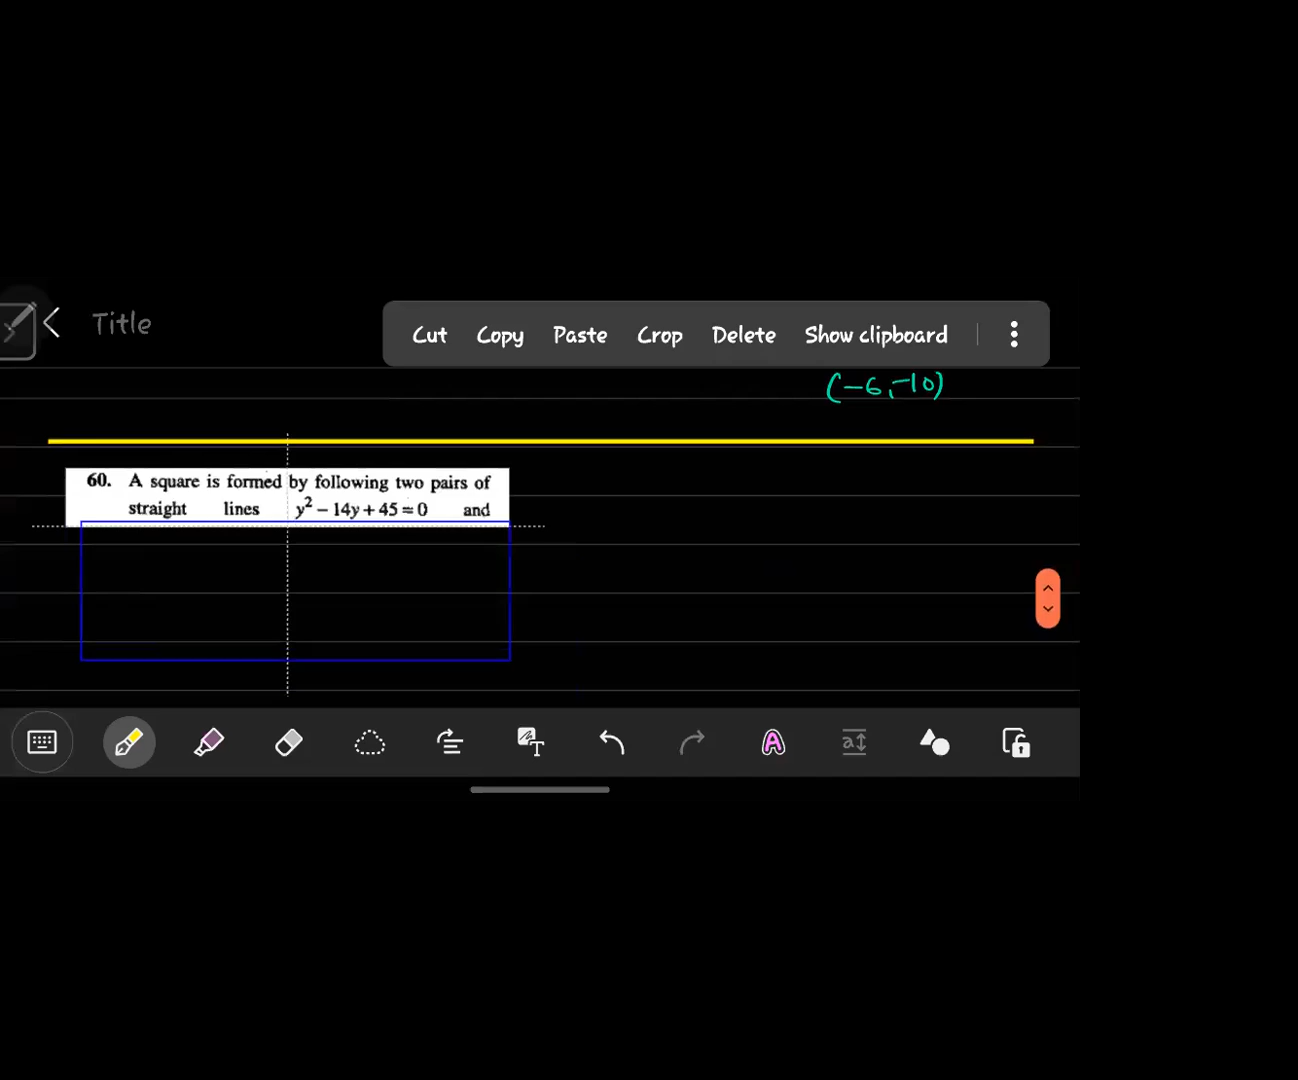 Title
Cut Copy Paste Crop Delete Show clipboard
(-6,-10)
60. A square is formed by following two pairs of
straight lines y² - 14y + 45 = 0 and
T
A
a